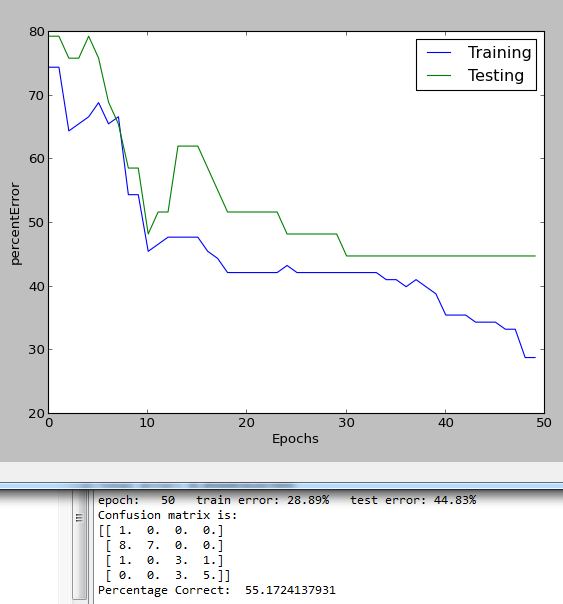 80
70
60
50
40
30
20
percentError
Training
Testing
0
10
20
30
40
50
Epochs
epoch:   50   train error: 28.89%   test error: 44.83%
Confusion matrix is:
[[ 1.  0.  0.  0.]
 [ 8.  7.  0.  0.]
 [ 1.  0.  3.  1.]
 [ 0.  0.  3.  5.]]
Percentage Correct:  55.1724137931